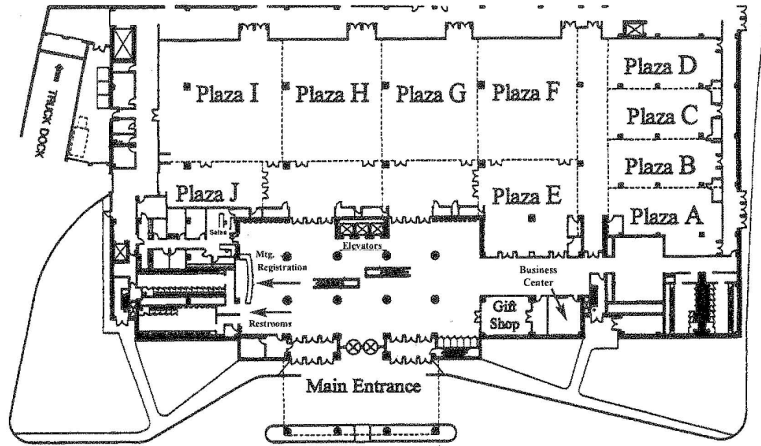 TRUCK DOCK
Plaza I
Plaza H
Plaza G
Plaza F
Plaza D
Plaza C
Plaza B
Plaza A
Plaza J
Plaza E
Sales
Elevators
Mtg.
Registration
Business
Center
Gift
Shop
Restrooms
Main Entrance